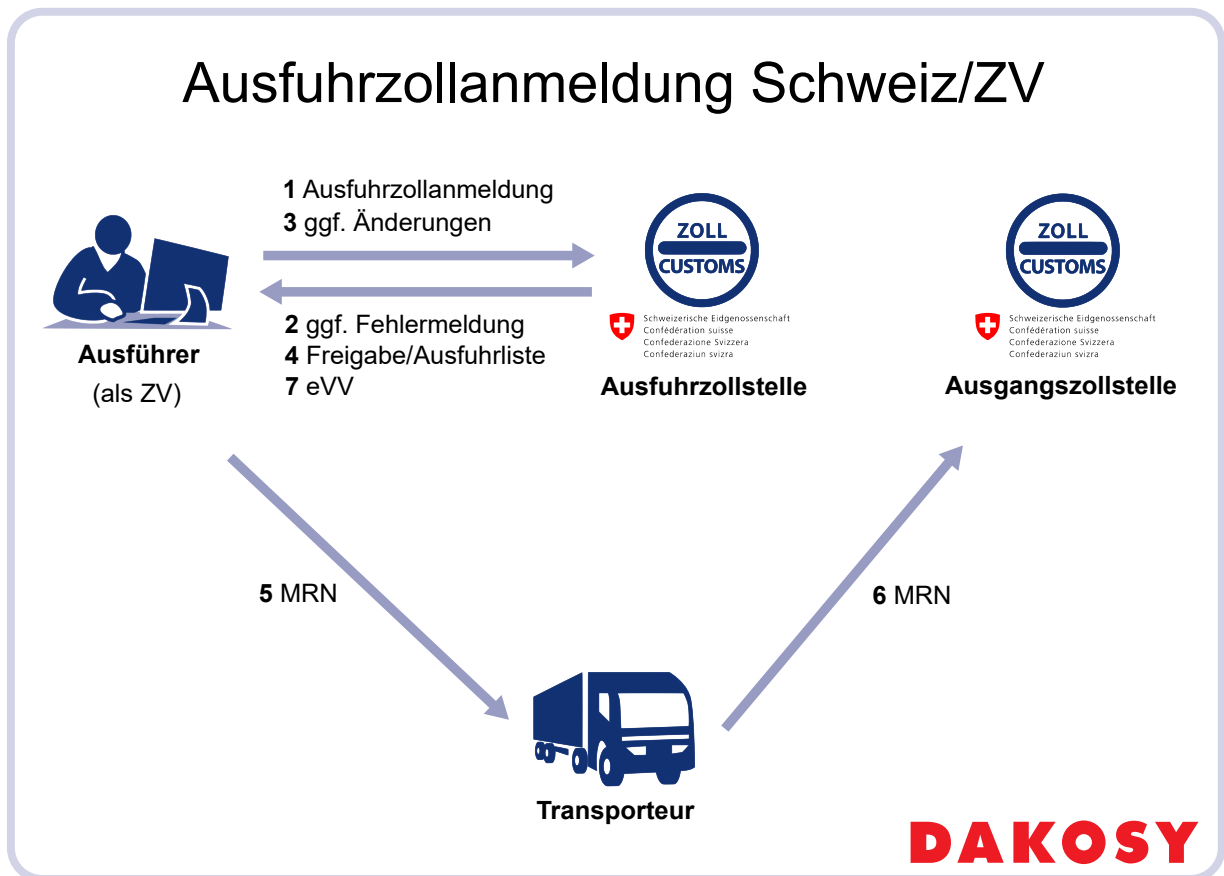 Ausfuhrzollanmeldung Schweiz/ZV
1 Ausfuhrzollanmeldung
3 ggf. Änderungen
2 ggf. Fehlermeldung
4 Freigabe/Ausfuhrliste
7 eVV
Ausführer
(als ZV)
ZOLL
CUSTOMS
Schweizerische Eidgenossenschaft
Confédération suisse
Confederazione Svizzera
Confederaziun svizra
Ausfuhrzollstelle
ZOLL
CUSTOMS
Schweizerische Eidgenossenschaft
Confédération suisse
Confederazione Svizzera
Confederaziun svizra
Ausgangszollstelle
5 MRN
6 MRN
Transporteur
DAKOSY